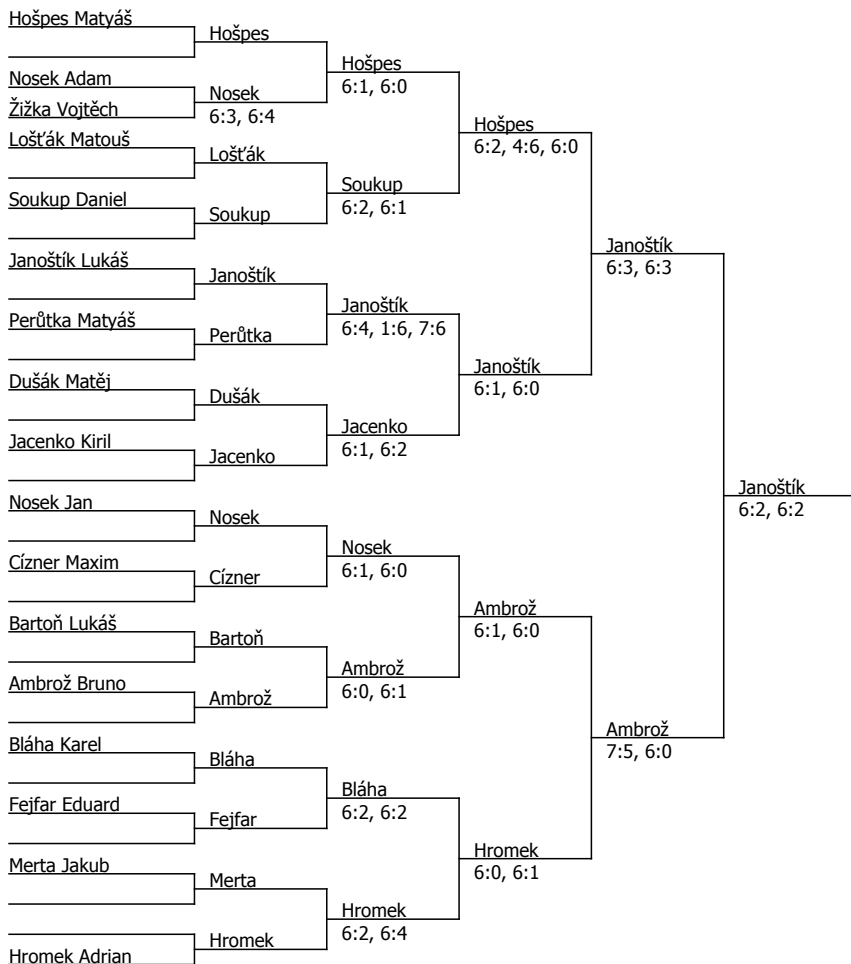 Hošpes Matyáš
Hošpes
Hošpes
6:1, 6:0
Nosek Adam
Nosek
6:3, 6:4
Žižka Vojtěch
Hošpes
6:2, 4:6, 6:0
Lošťák Matouš
Lošťák
Soukup
6:2, 6:1
Soukup Daniel
Soukup
Janoštík
6:3, 6:3
Janoštík Lukáš
Janoštík
Janoštík
6:4, 1:6, 7:6
Perůtka Matyáš
Perůtka
Janoštík
6:1, 6:0
Dušák Matěj
Dušák
Jacenko
6:1, 6:2
Jacenko Kiril
Jacenko
Janoštík
6:2, 6:2
Nosek Jan
Nosek
Nosek
6:1, 6:0
Cízner Maxim
Cízner
Ambrož
6:1, 6:0
Bartoň Lukáš
Bartoň
Ambrož
6:0, 6:1
Ambrož Bruno
Ambrož
Ambrož
7:5, 6:0
Bláha Karel
Bláha
Bláha
6:2, 6:2
Fejfar Eduard
Fejfar
Hromek
6:0, 6:1
Merta Jakub
Merta
Hromek
6:2, 6:4
Hromek
Hromek Adrian